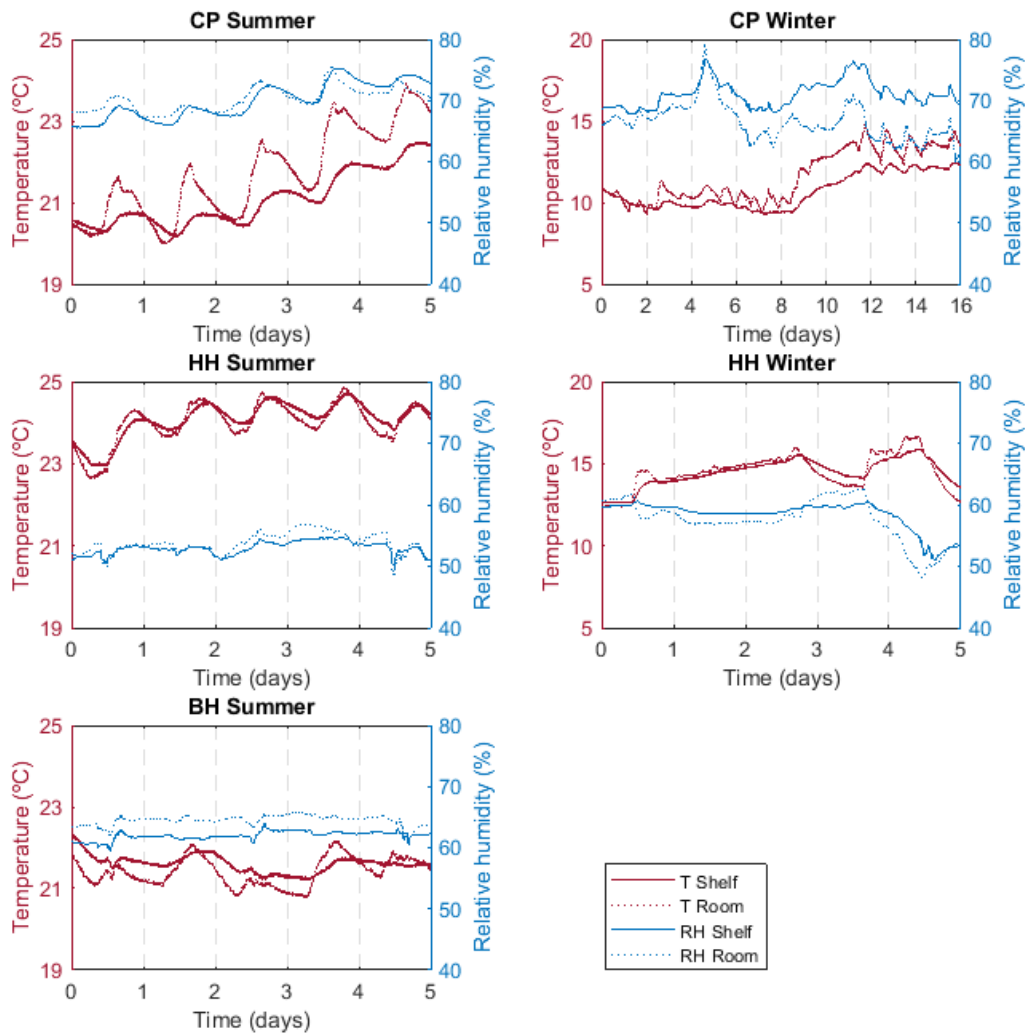 CP Summer
25
23
21
19
Temperature (ºC)
80
70
60
50
40
Relative humidity (%)
0 1 2 3 4 5
Time (days)
CP Winter
20
15
10
5
Temperature (ºC)
80
70
60
50
40
Relative humidity (%)
0 2 4 6 8 10 12 14 16
Time (days)
HH Summer
25
23
21
19
Temperature (ºC)
80
70
60
50
40
Relative humidity (%)
0 1 2 3 4 5
Time (days)
HH Winter
20
15
10
5
Temperature (ºC)
80
70
60
50
40
Relative humidity (%)
0 1 2 3 4 5
Time (days)
BH Summer
25
23
21
19
Temperature (ºC)
80
70
60
50
40
Relative humidity (%)
0 1 2 3 4 5
Time (days)
T Shelf
T Room
RH Shelf
RH Room